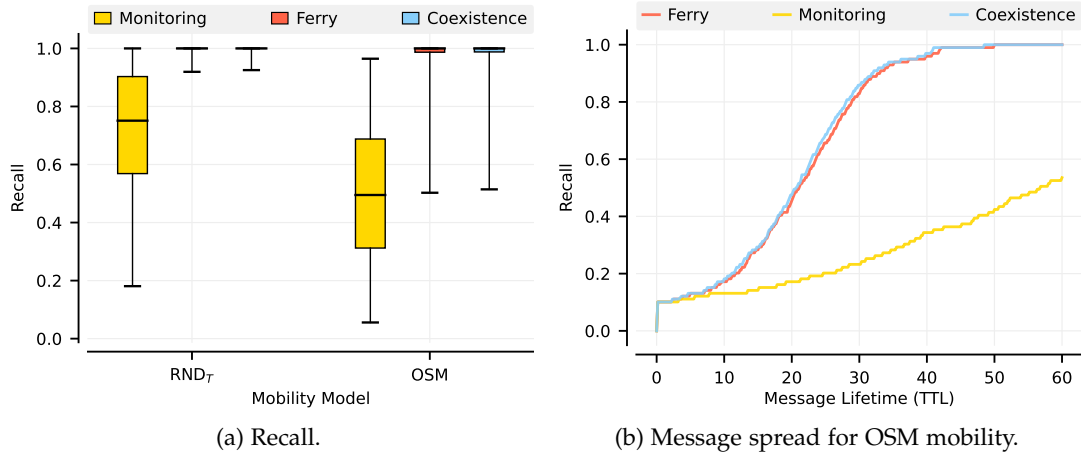 Monitoring Ferry Coexistence
1.0
0.8
0.6
0.4
0.2
0.0
Recall
RND_T OSM
Mobility Model
(a) Recall.
Ferry Monitoring Coexistence
1.0
0.8
0.6
0.4
0.2
0.0
Recall
0 10 20 30 40 50 60
Message Lifetime (TTL)
(b) Message spread for OSM mobility.